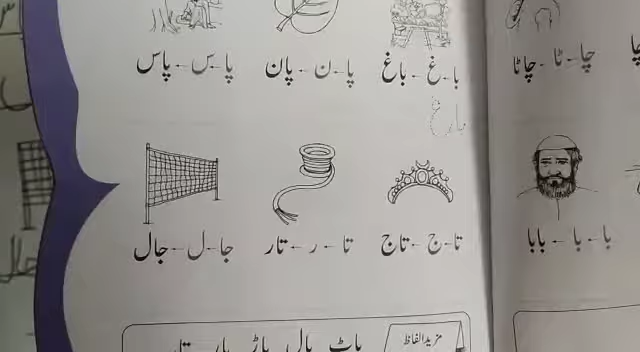 چا - ٹا - چاٹا
با - با - بابا
با - غ - باغ پا - ن - پان پا - س - پاس
باغ
تا - ج - تاج تا - ر - تار جا - ل - جال
مزید الفاظ